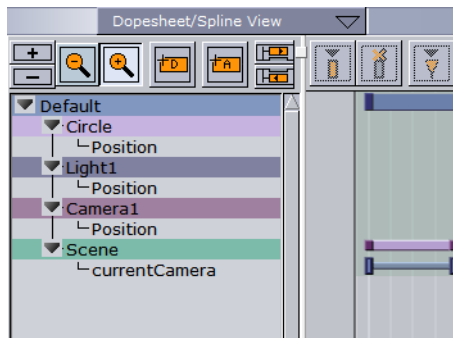 Dopesheet/Spline View
D
A
Default
Circle
Position
Light1
Position
Camera1
Position
Scene
currentCamera